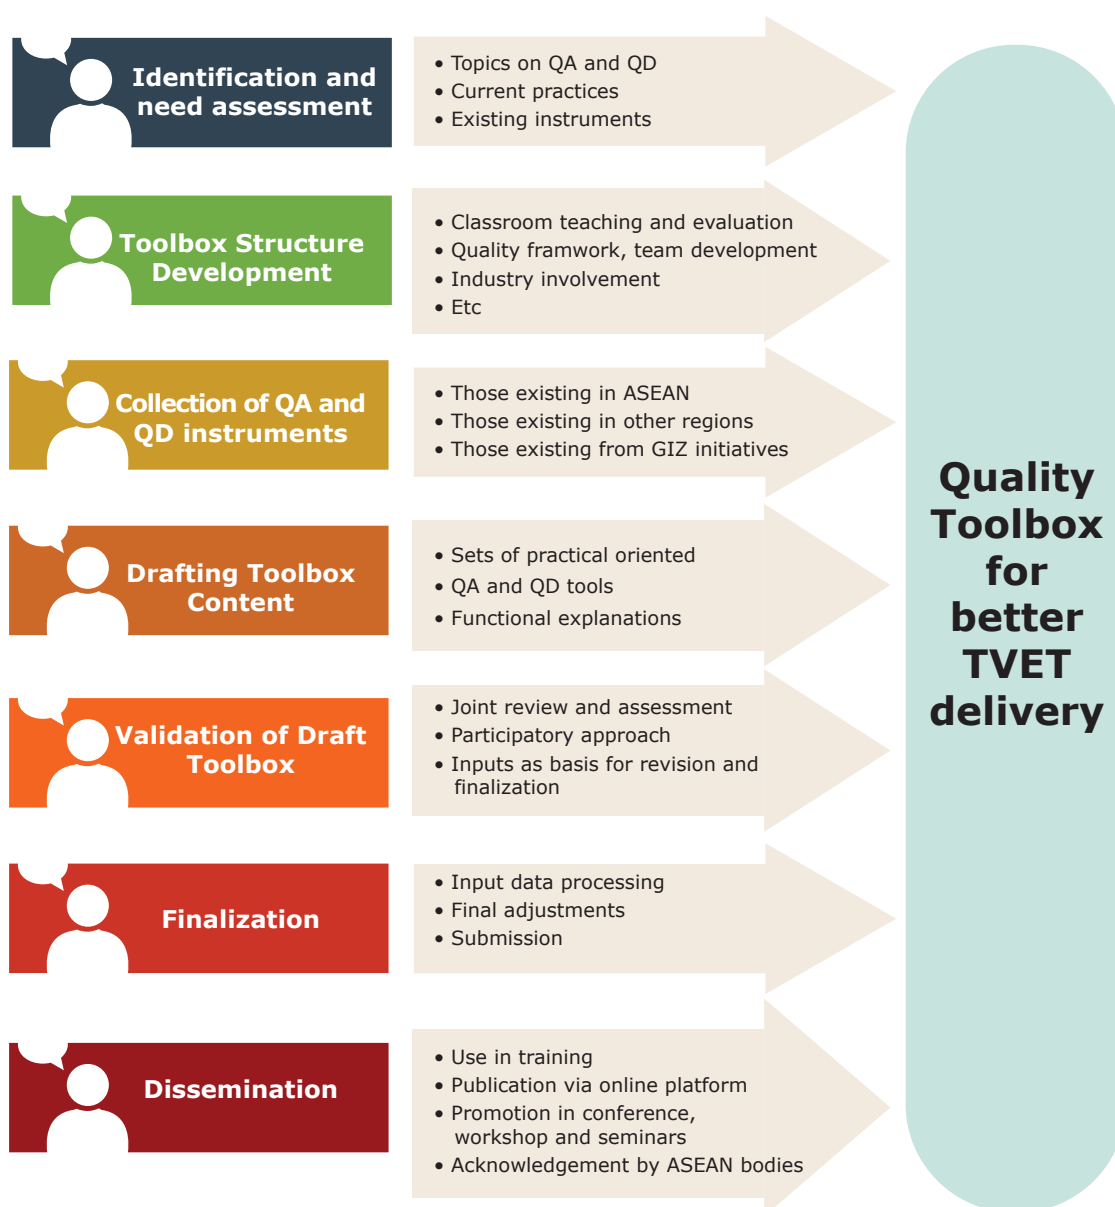 Identification and
need assessment
• Topics on QA and QD
• Current practices
• Existing instruments
Toolbox Structure
Development
• Classroom teaching and evaluation
• Quality framwork, team development
• Industry involvement
• Etc
Collection of QA and
QD instruments
• Those existing in ASEAN
• Those existing in other regions
• Those existing from GIZ initiatives
Drafting Toolbox
Content
• Sets of practical oriented
• QA and QD tools
• Functional explanations
Validation of Draft
Toolbox
• Joint review and assessment
• Participatory approach
• Inputs as basis for revision and
finalization
Finalization
• Input data processing
• Final adjustments
• Submission
Dissemination
• Use in training
• Publication via online platform
• Promotion in conference,
workshop and seminars
• Acknowledgement by ASEAN bodies
Quality
Toolbox
for
better
TVET
delivery